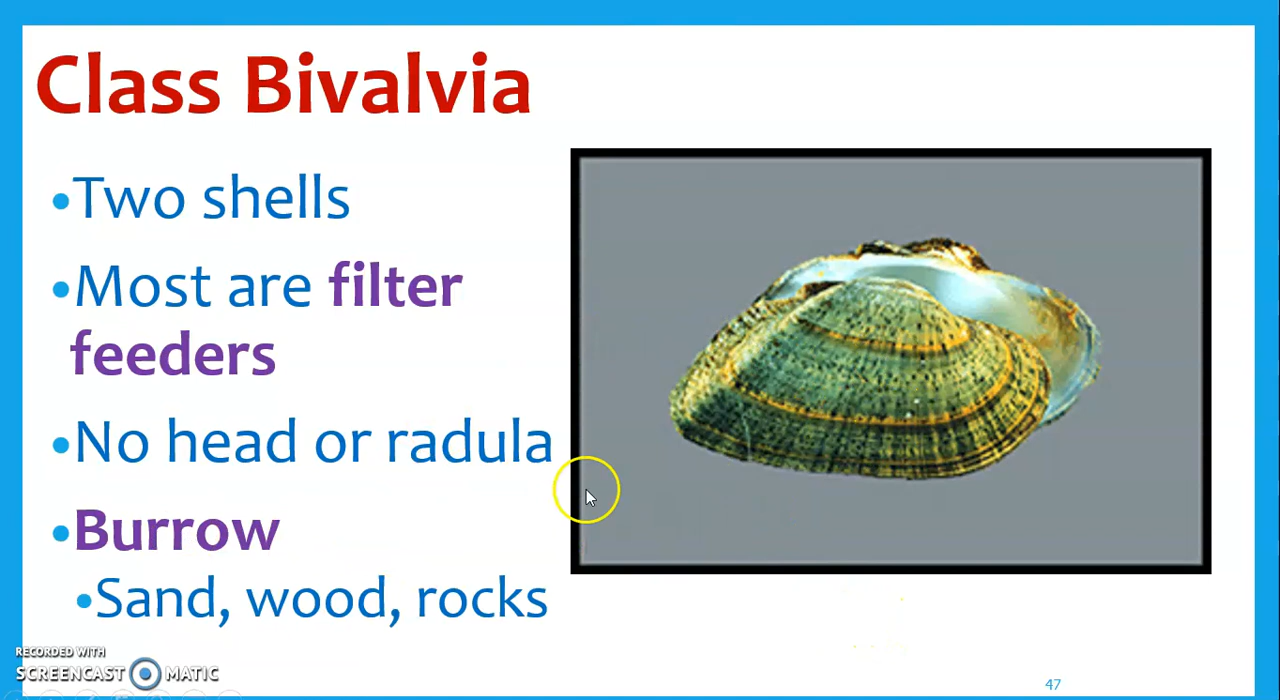 Class Bivalvia
•Two shells
•Most are filter
feeders
•No head or radula
•Burrow
•Sand, wood, rocks
RECORDED WITH
SCREENCAST MATIC
47